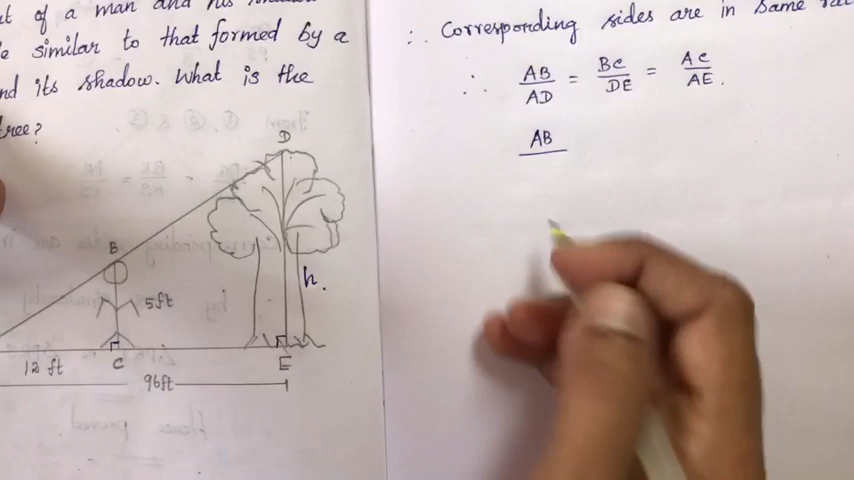 of a man and his
similar to that formed by a
its shadow. What is the
tree?
D
B
5ft
h.
12 ft
C
E
96ft
∴ Corresponding sides are in same
∴ AB/AD = BC/DE = AC/AE.
AB